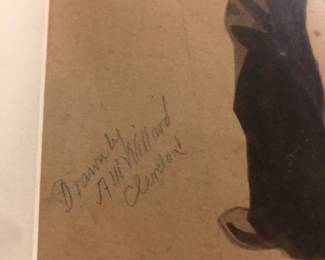 Drawn by
A M Willard
Cleveland